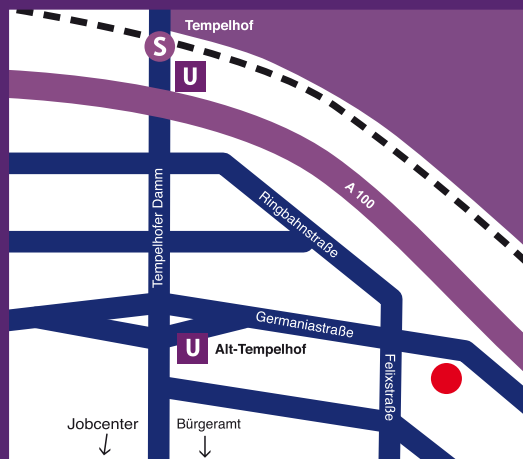 Tempelhof
S
U
A 100
Tempelhofer Damm
Ringbahnstraße
Germaniastraße
U Alt-Tempelhof
Felixstraße
Jobcenter
Bürgeramt